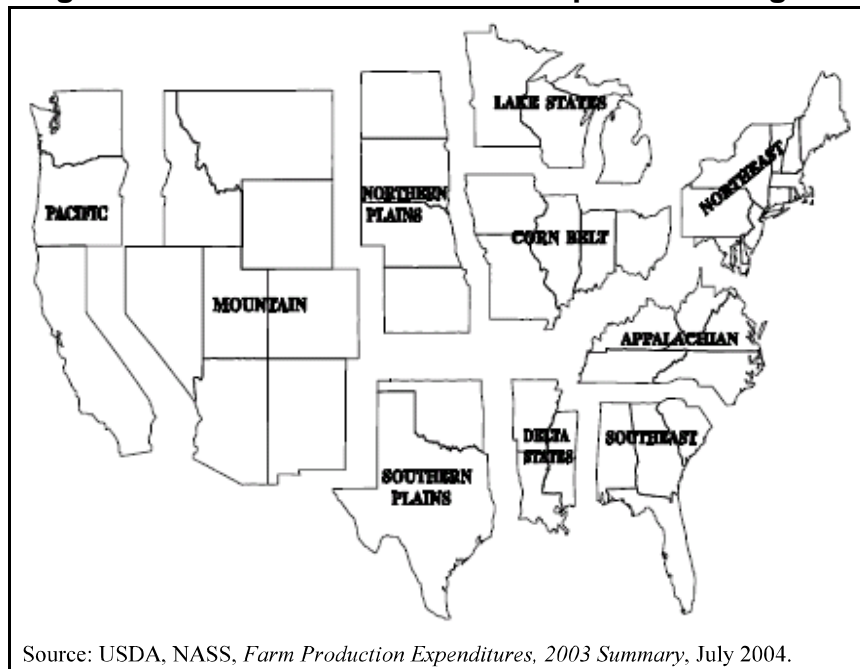 LAKE STATES
NORTHEAST
PACIFIC
NORTHERN
PLAINS
CORN BELT
MOUNTAIN
APPALACHIAN
DELTA
STATES
SOUTHEAST
SOUTHERN
PLAINS
Source: USDA, NASS, Farm Production Expenditures, 2003 Summary, July 2004.